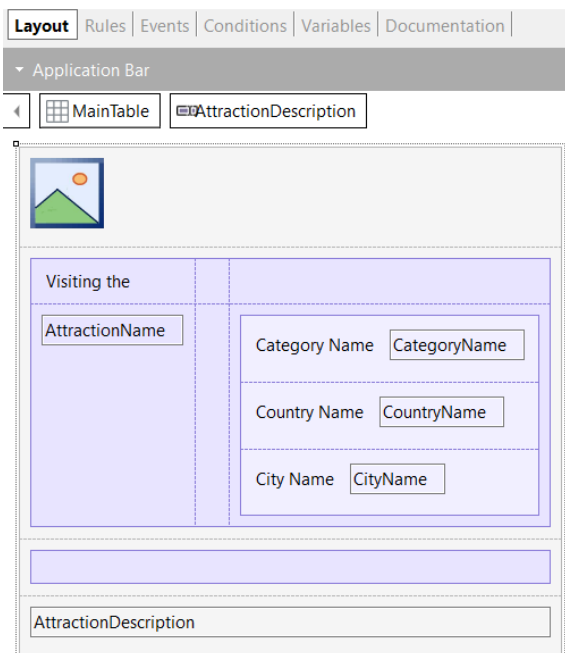 Layout Rules Events Conditions Variables Documentation
Application Bar
MainTable AttractionDescription
Visiting the
AttractionName
Category Name CategoryName
Country Name CountryName
City Name CityName
AttractionDescription